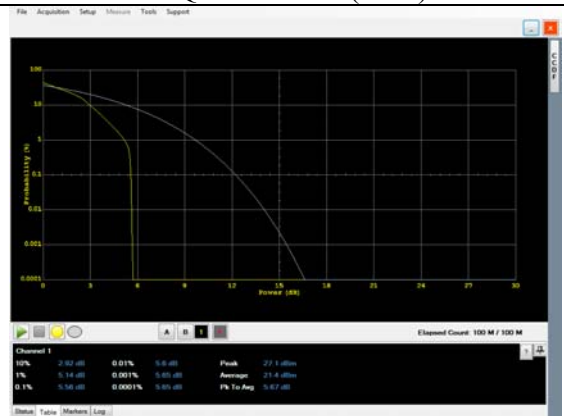 File Acquisition Setup Measure Tools Support
CCDF
100
10
1
0.1
0.01
0.001
0.0001
Probability (%)
0 3 6 9 12 15 18 21 24 27 30
Power (dB)
A B 1
Elapsed Count: 100 M / 100 M
Channel 1
10% 2.92 dB 0.01% 5.6 dB Peak 27.1 dBm
1% 5.14 dB 0.001% 5.65 dB Average 21.4 dBm
0.1% 5.56 dB 0.0001% 5.65 dB Pk To Avg 5.67 dB
Status Table Markers Log